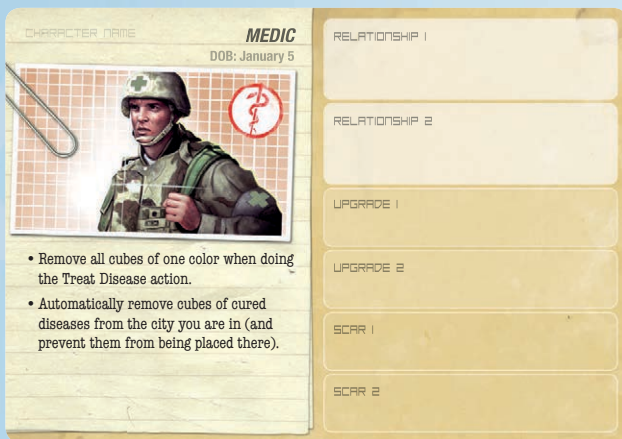 CHARACTER NAME
MEDIC
DOB: January 5
• Remove all cubes of one color when doing
the Treat Disease action.
• Automatically remove cubes of cured
diseases from the city you are in (and
prevent them from being placed there).
RELATIONSHIP 1
RELATIONSHIP 2
UPGRADE 1
UPGRADE 2
SCAR 1
SCAR 2